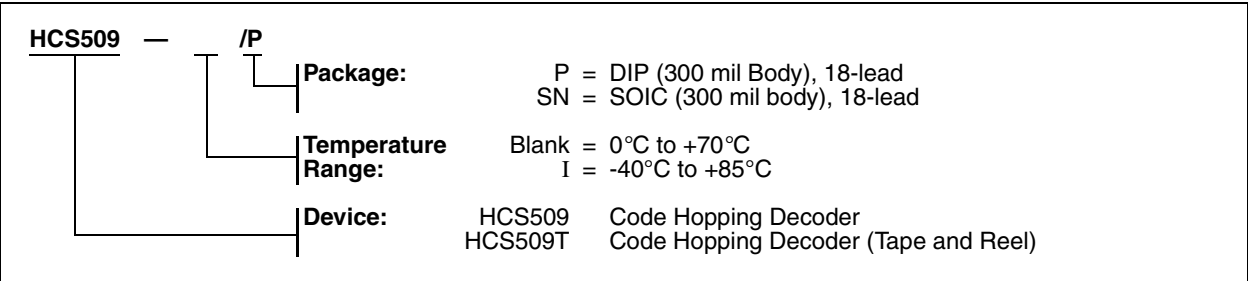 HCS509 — /P
Package: P = DIP (300 mil Body), 18-lead
SN = SOIC (300 mil body), 18-lead
Temperature Blank = 0°C to +70°C
Range: I = -40°C to +85°C
Device: HCS509 Code Hopping Decoder
HCS509T Code Hopping Decoder (Tape and Reel)